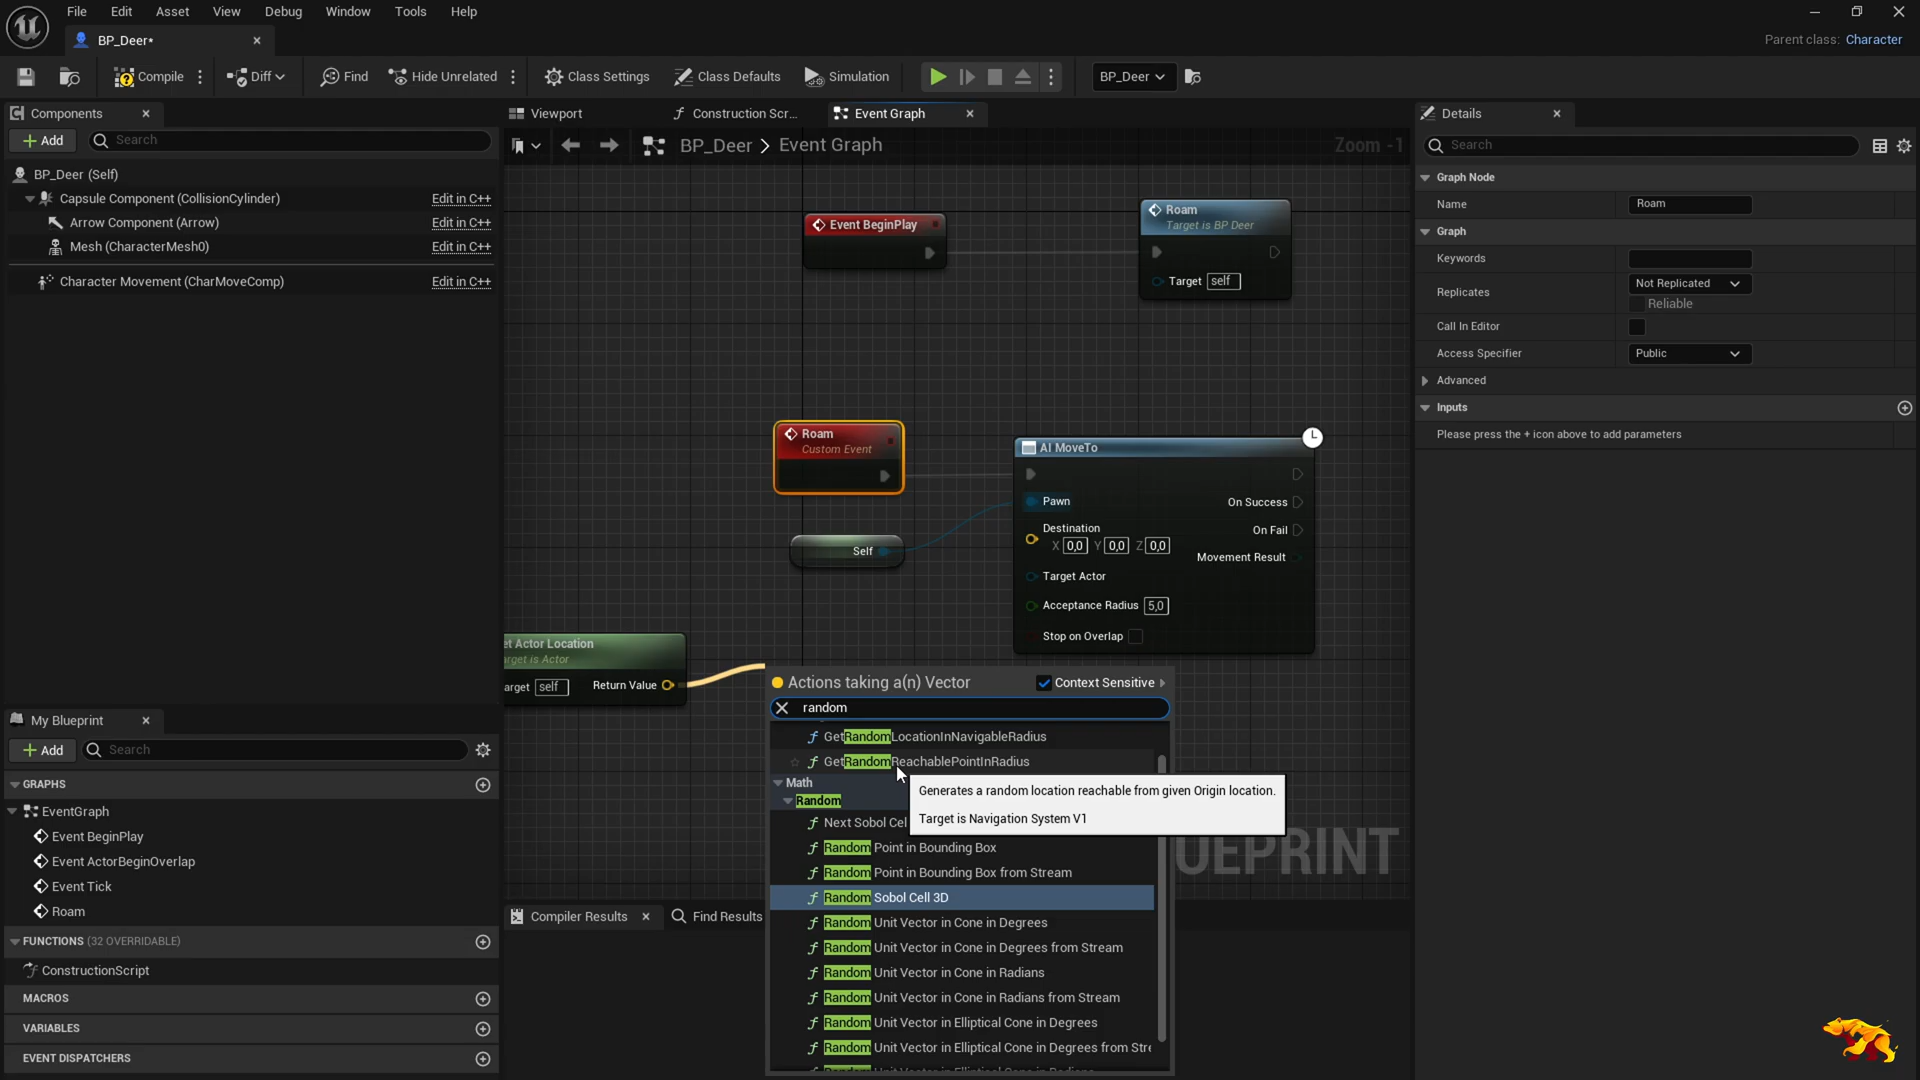 File Edit Asset View Debug Window Tools Help
BP_Deer*
Parent class: Character
Compile Diff Find Hide Unrelated Class Settings Class Defaults Simulation BP_Deer
Components
Add Search
BP_Deer (Self)
Capsule Component (CollisionCylinder) Edit in C++
Arrow Component (Arrow) Edit in C++
Mesh (CharacterMesh0) Edit in C++
Character Movement (CharMoveComp) Edit in C++
My Blueprint
Add Search
GRAPHS
EventGraph
Event BeginPlay
Event ActorBeginOverlap
Event Tick
Roam
FUNCTIONS (32 OVERRIDABLE)
ConstructionScript
MACROS
VARIABLES
EVENT DISPATCHERS
Viewport Construction Scr... Event Graph
BP_Deer > Event Graph
Zoom -1
Event BeginPlay
Roam
Target is BP Deer
Target self
Roam
Custom Event
Self
AI MoveTo
Pawn
On Success
Destination
X 0,0 Y 0,0 Z 0,0
On Fail
Movement Result
Target Actor
Acceptance Radius 5,0
Stop on Overlap
et Actor Location
arget is Actor
arget self Return Value
Actions taking a(n) Vector Context Sensitive
random
GetRandomLocationInNavigableRadius
GetRandomReachablePointInRadius
Math
Random
Next Sobol Cel
Random Point in Bounding Box
Random Point in Bounding Box from Stream
Random Sobol Cell 3D
Random Unit Vector in Cone in Degrees
Random Unit Vector in Cone in Degrees from Stream
Random Unit Vector in Cone in Radians
Random Unit Vector in Cone in Radians from Stream
Random Unit Vector in Elliptical Cone in Degrees
Random Unit Vector in Elliptical Cone in Degrees from Stre
Generates a random location reachable from given Origin location.
Target is Navigation System V1
UEPRINT
Compiler Results Find Results
Details
Search
Graph Node
Name Roam
Graph
Keywords
Replicates Not Replicated
Reliable
Call In Editor
Access Specifier Public
Advanced
Inputs
Please press the + icon above to add parameters